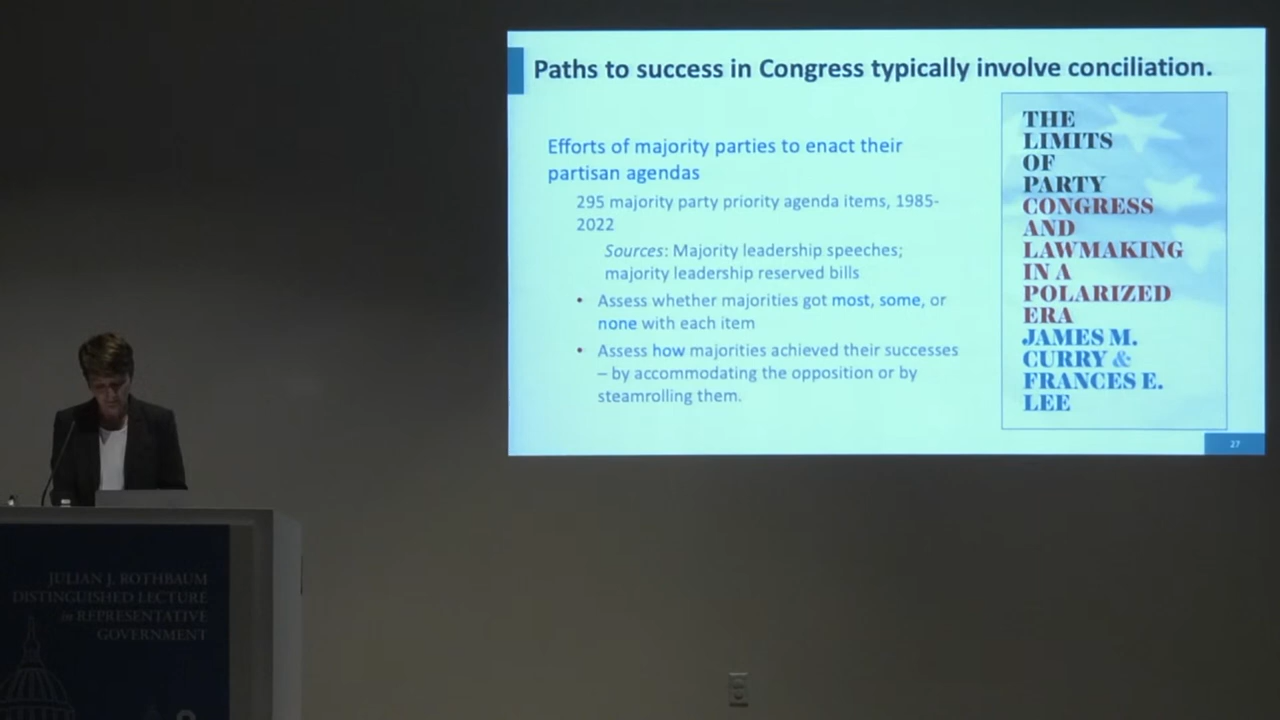 Paths to success in Congress typically involve conciliation.
Efforts of majority parties to enact their
partisan agendas
295 majority party priority agenda items, 1985-
2022
Sources: Majority leadership speeches;
majority leadership reserved bills
• Assess whether majorities got most, some, or
none with each item
• Assess how majorities achieved their successes
– by accommodating the opposition or by
steamrolling them.
THE
LIMITS
OF
PARTY
CONGRESS
AND
LAWMAKING
IN A
POLARIZED
ERA
JAMES M.
CURRY &
FRANCES E.
LEE
27
JULIAN J. ROTHBAUM
DISTINGUISHED LECTURE
in REPRESENTATIVE
GOVERNMENT